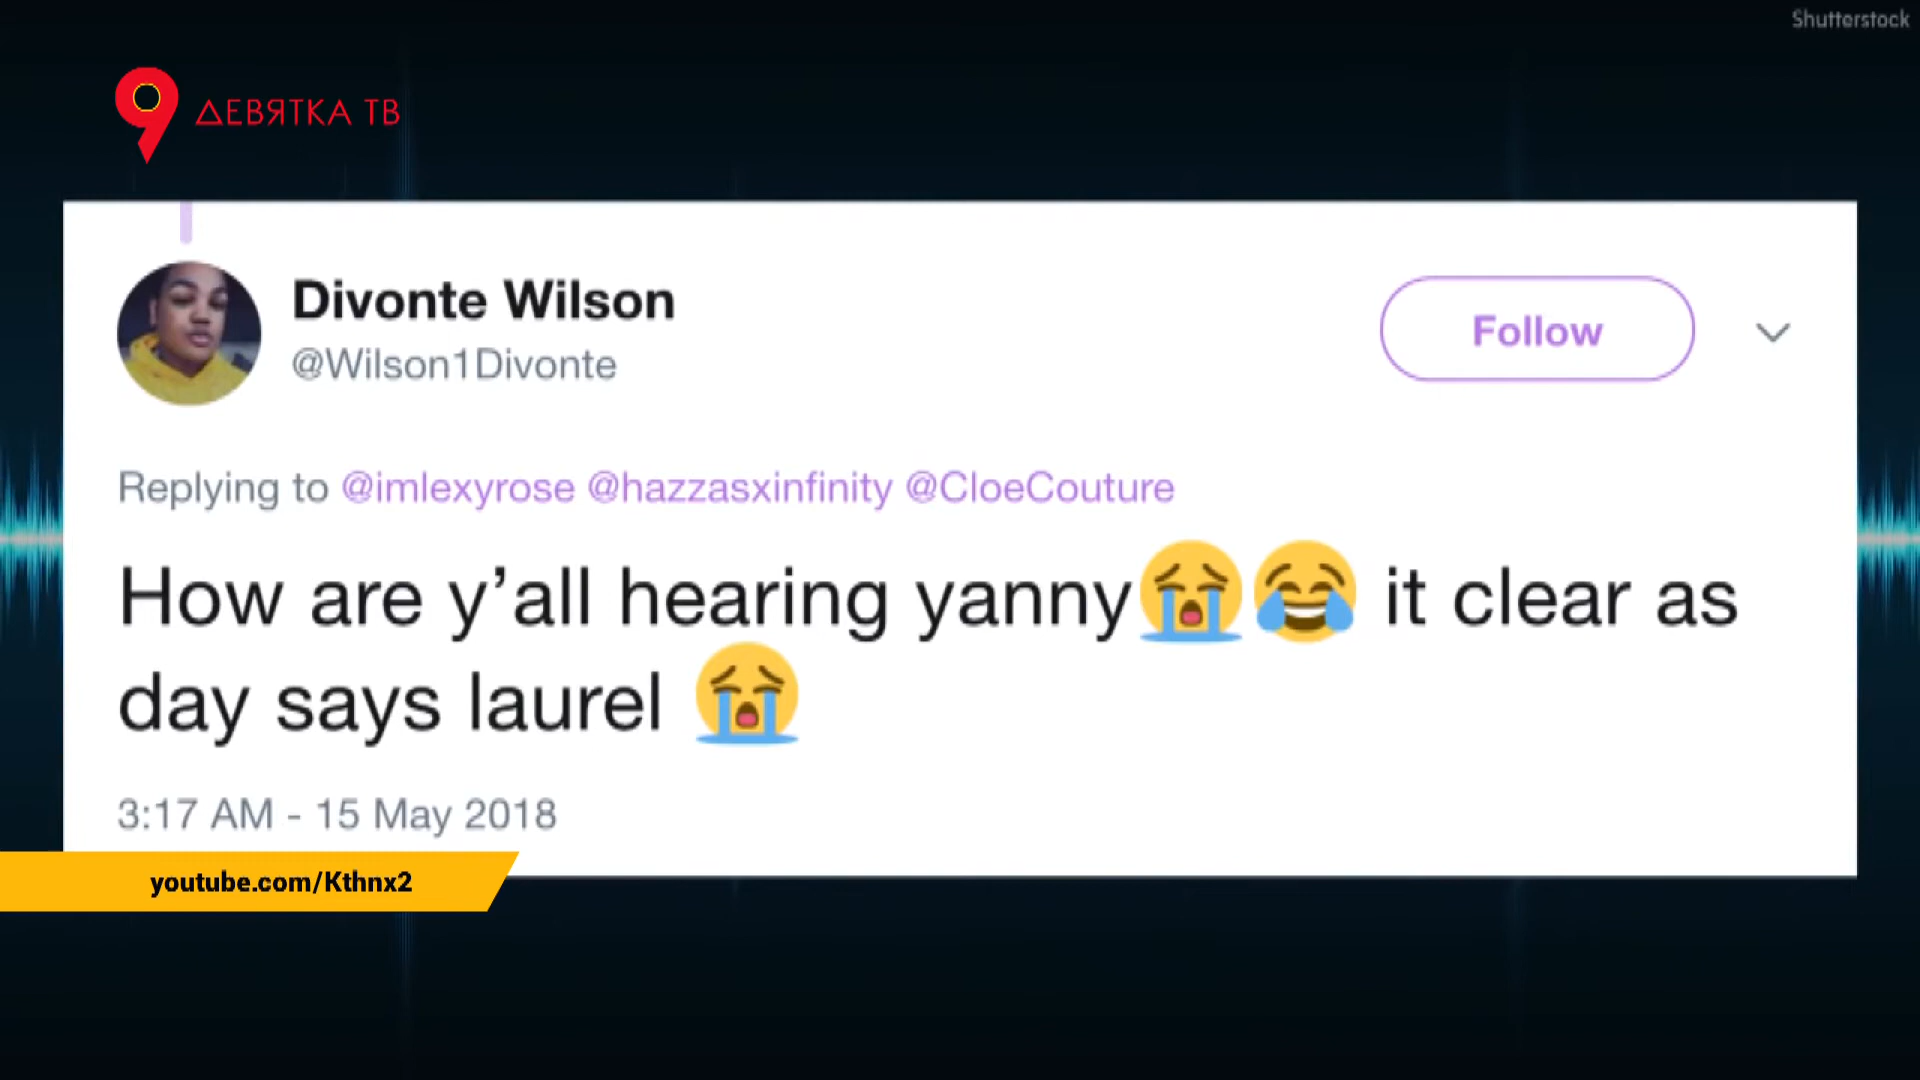 Shutterstock
9 ДЕВЯТКА ТВ
Divonte Wilson
@Wilson1Divonte
Follow
Replying to @imlexyrose @hazzasxinfinity @CloeCouture
How are y’all hearing yanny😭😂 it clear as
day says laurel 😭
3:17 AM - 15 May 2018
youtube.com/Kthnx2